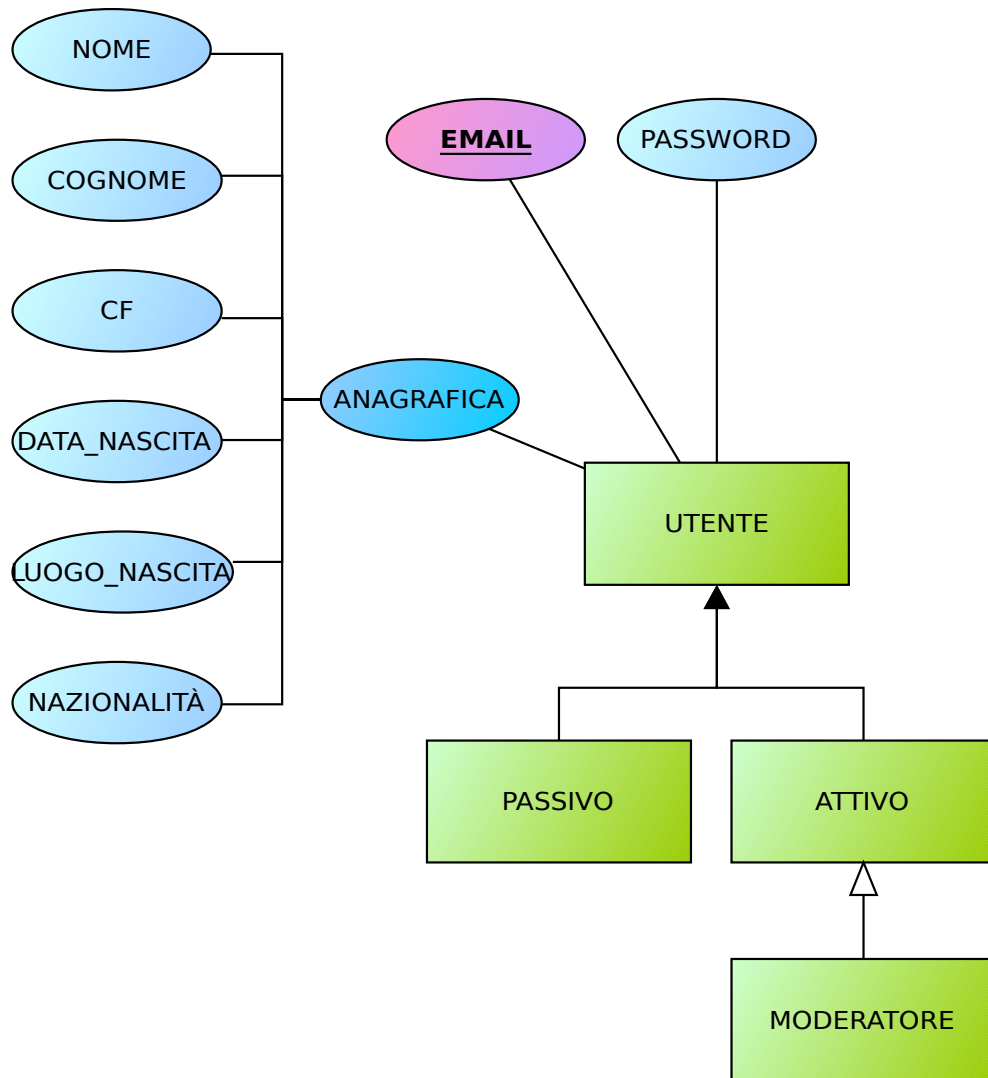 NOME
EMAIL
PASSWORD
COGNOME
CF
ANAGRAFICA
DATA_NASCITA
UTENTE
LUOGO_NASCITA
NAZIONALITÀ
PASSIVO
ATTIVO
MODERATORE